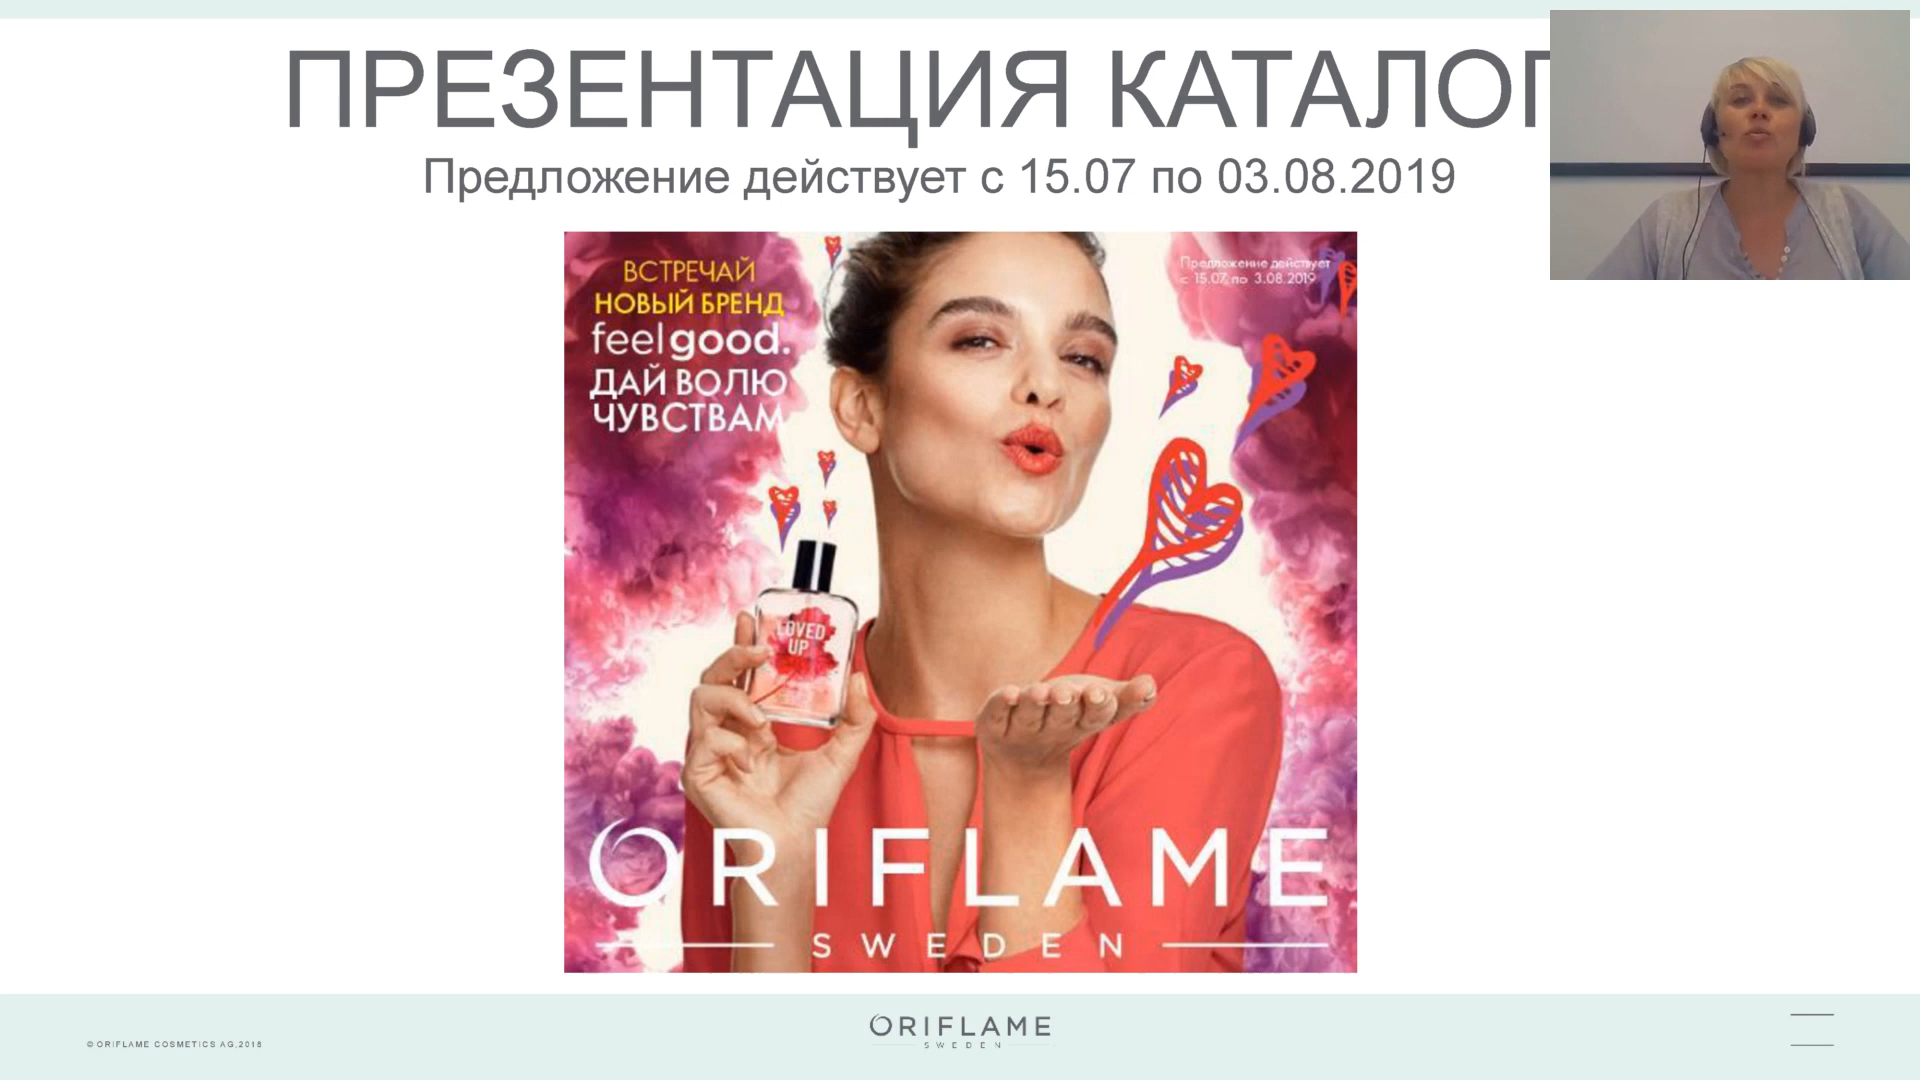 ПРЕЗЕНТАЦИЯ КАТАЛОГ
Предложение действует с 15.07 по 03.08.2019
ВСТРЕЧАЙ
НОВЫЙ БРЕНД
feelgood.
ДАЙ ВОЛЮ
ЧУВСТВАМ
Предложение действует
с 15.07 по 3.08.2019
LOVED
UP
ORIFLAME
SWEDEN
© ORIFLAME COSMETICS AG,2018
ORIFLAME
SWEDEN